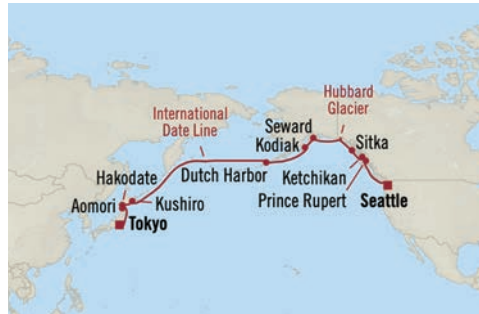 Hubbard
Glacier
International
Date Line
Seward
Kodiak
Sitka
Hakodate
Dutch Harbor
Ketchikan
Aomori
Kushiro
Prince Rupert
Seattle
Tokyo